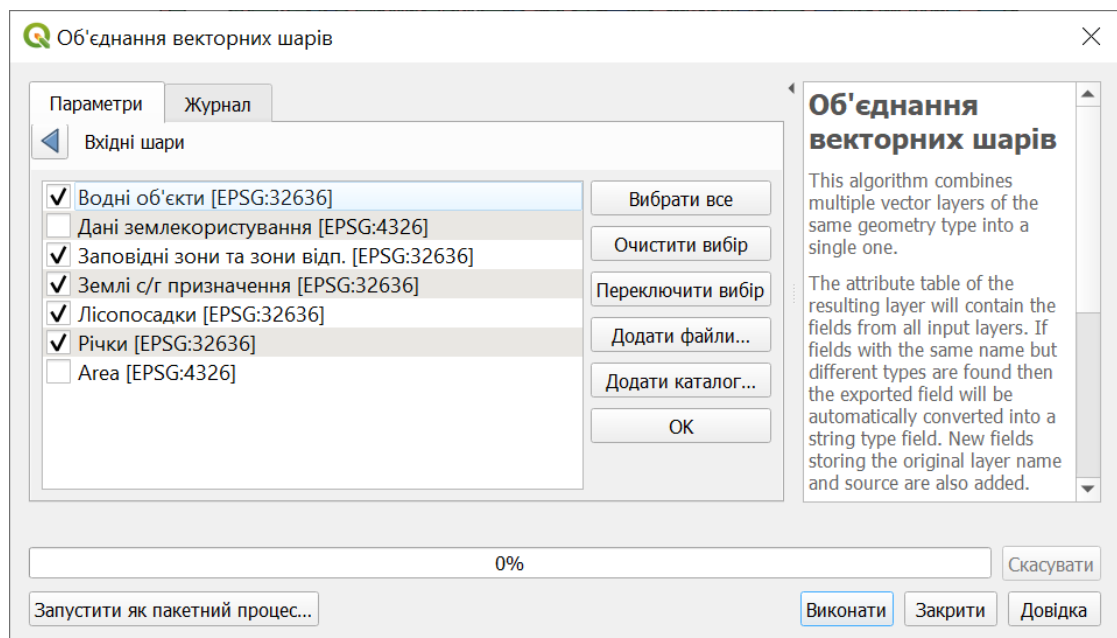 Об'єднання векторних шарів
Параметри
Журнал
Вхідні шари
Водні об'єкти [EPSG:32636]
Дані землекористування [EPSG:4326]
Заповідні зони та зони відп. [EPSG:32636]
Землі с/г призначення [EPSG:32636]
Лісопосадки [EPSG:32636]
Річки [EPSG:32636]
Area [EPSG:4326]
Вибрати все
Очистити вибір
Переключити вибір
Додати файли...
Додати каталог...
OK
Об'єднання
векторних шарів
This algorithm combines
multiple vector layers of the
same geometry type into a
single one.
The attribute table of the
resulting layer will contain the
fields from all input layers. If
fields with the same name but
different types are found then
the exported field will be
automatically converted into a
string type field. New fields
storing the original layer name
and source are also added.
0%
Скасувати
Запустити як пакетний процес...
Виконати
Закрити
Довідка